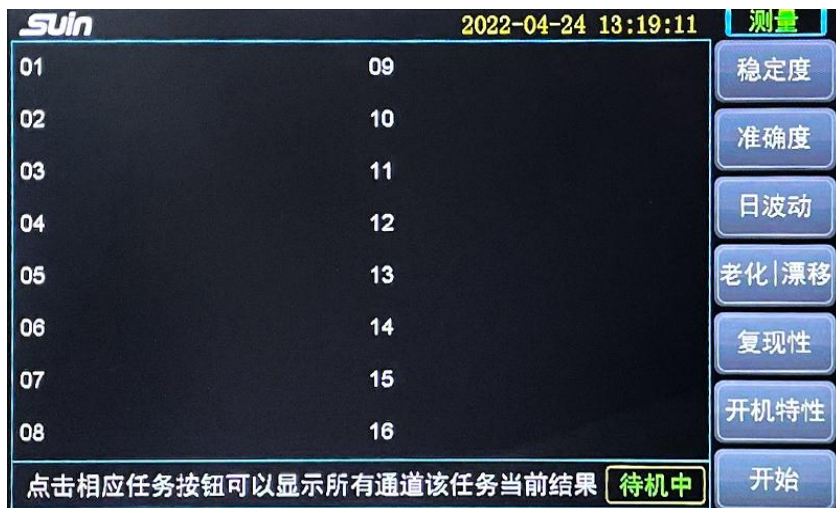 SUin 2022-04-24 13:19:11 测量
01 09 稳定度
02 10 准确度
03 11
04 12 日波动
05 13 老化|漂移
06 14 复现性
07 15 开机特性
08 16
点击相应任务按钮可以显示所有通道该任务当前结果 待机中 开始